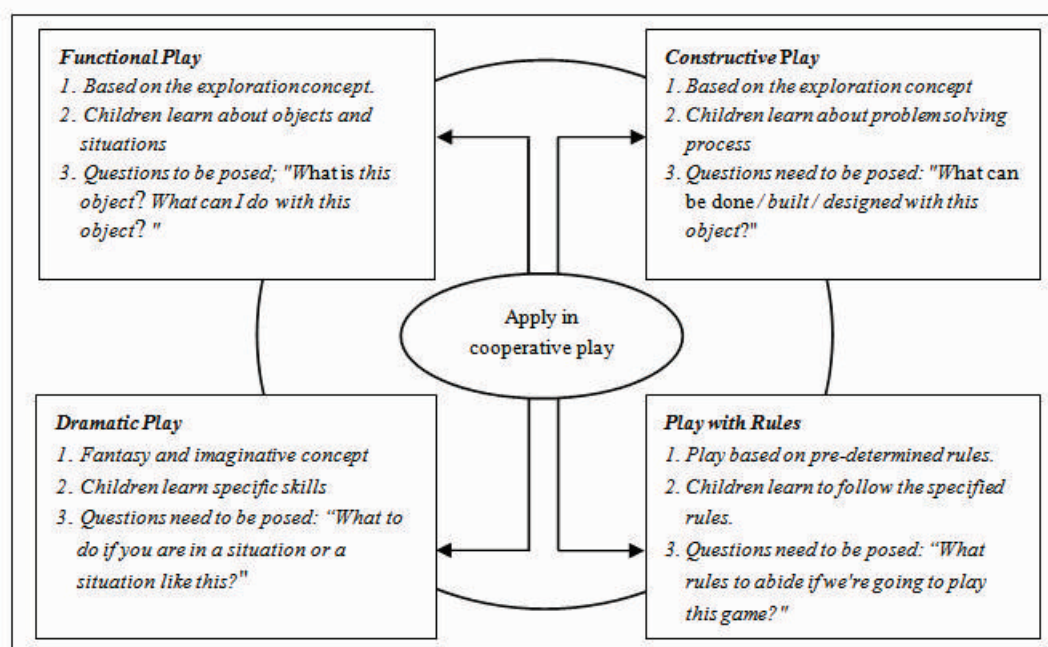 Functional Play
1. Based on the exploration concept.
2. Children learn about objects and
situations
3. Questions to be posed; "What is this
object? What can I do with this
object? "
Constructive Play
1. Based on the exploration concept
2. Children learn about problem solving
process
3. Questions need to be posed: "What can
be done / built / designed with this
object?"
Apply in
cooperative play
Dramatic Play
1. Fantasy and imaginative concept
2. Children learn specific skills
3. Questions need to be posed: “What to
do if you are in a situation or a
situation like this?"
Play with Rules
1. Play based on pre-determined rules.
2. Children learn to follow the specified
rules.
3. Questions need to be posed: “What
rules to abide if we're going to play
this game?"